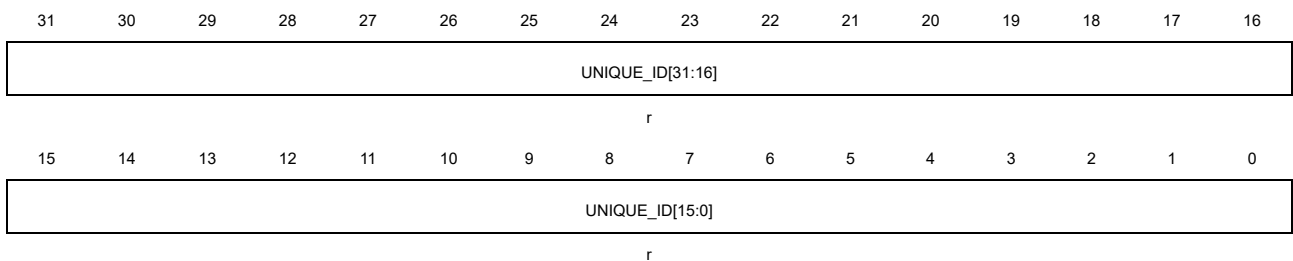 31 30 29 28 27 26 25 24 23 22 21 20 19 18 17 16
UNIQUE_ID[31:16]
r
15 14 13 12 11 10 9 8 7 6 5 4 3 2 1 0
UNIQUE_ID[15:0]
r